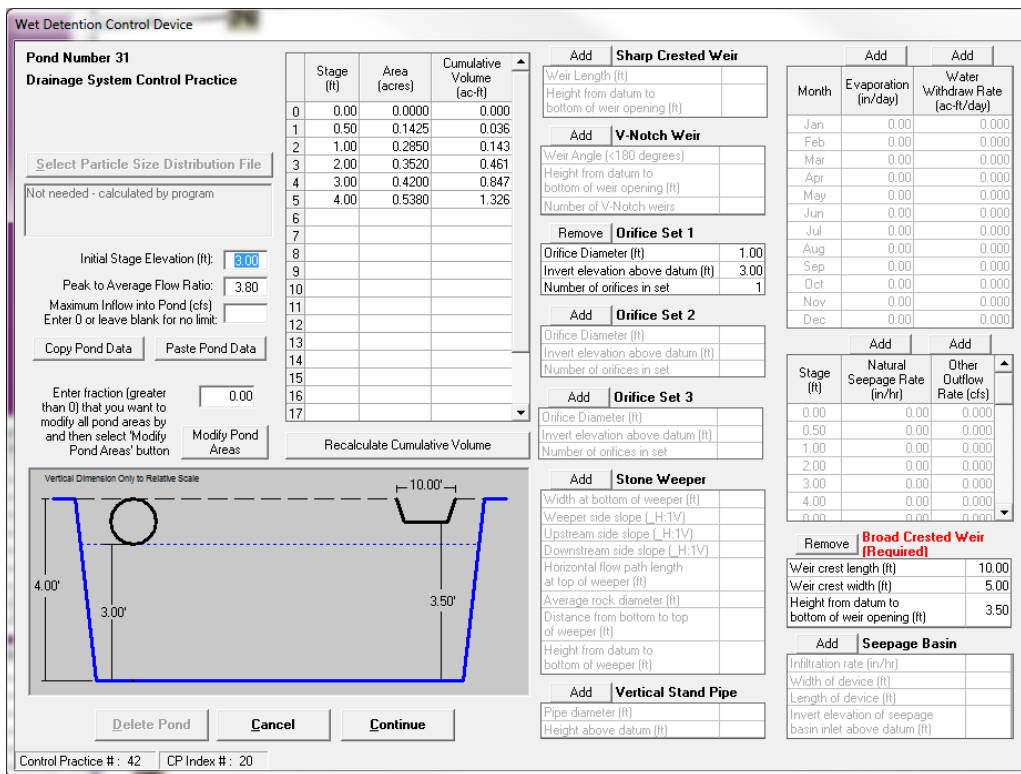 Wet Detention Control Device
Pond Number 31
Drainage System Control Practice
Select Particle Size Distribution File
Not needed - calculated by program
Initial Stage Elevation (ft): 3.00
Peak to Average Flow Ratio: 3.80
Maximum Inflow into Pond (cfs)
Enter 0 or leave blank for no limit:
Copy Pond Data Paste Pond Data
Enter fraction (greater
than 0) that you want to
modify all pond areas by
and then select 'Modify
Pond Areas' button
0.00
Modify Pond
Areas
Stage
(ft)
Area
(acres)
Cumulative
Volume
(ac-ft)
0 0.00 0.0000 0.000
1 0.50 0.1425 0.036
2 1.00 0.2850 0.143
3 2.00 0.3520 0.461
4 3.00 0.4200 0.847
5 4.00 0.5380 1.326
6
7
8
9
10
11
12
13
14
15
16
17
Recalculate Cumulative Volume
Vertical Dimension Only to Relative Scale
10.00'
4.00'
3.00'
3.50'
Delete Pond Cancel Continue
Control Practice # : 42 CP Index # : 20
Add Sharp Crested Weir
Weir Length (ft)
Height from datum to
bottom of weir opening (ft)
Add V-Notch Weir
Weir Angle (<180 degrees)
Height from datum to
bottom of weir opening (ft)
Number of V-Notch weirs
Remove Orifice Set 1
Orifice Diameter (ft) 1.00
Invert elevation above datum (ft) 3.00
Number of orifices in set 1
Add Orifice Set 2
Orifice Diameter (ft)
Invert elevation above datum (ft)
Number of orifices in set
Add Orifice Set 3
Orifice Diameter (ft)
Invert elevation above datum (ft)
Number of orifices in set
Add Stone Weeper
Width at bottom of weeper (ft)
Weeper side slope (_H:1V)
Upstream side slope (_H:1V)
Downstream side slope (_H:1V)
Horizontal flow path length
at top of weeper (ft)
Average rock diameter (ft)
Distance from bottom to top
of weeper (ft)
Height from datum to
bottom of weeper (ft)
Add Vertical Stand Pipe
Pipe diameter (ft)
Height above datum (ft)
Add Add
Month
Evaporation
(in/day)
Water
Withdraw Rate
(ac-ft/day)
Jan 0.00 0.000
Feb 0.00 0.000
Mar 0.00 0.000
Apr 0.00 0.000
May 0.00 0.000
Jun 0.00 0.000
Jul 0.00 0.000
Aug 0.00 0.000
Sep 0.00 0.000
Oct 0.00 0.000
Nov 0.00 0.000
Dec 0.00 0.000
Add Add
Stage
(ft)
Natural
Seepage Rate
(in/hr)
Other
Outflow
Rate (cfs)
0.00 0.00 0.000
0.50 0.00 0.000
1.00 0.00 0.000
2.00 0.00 0.000
3.00 0.00 0.000
4.00 0.00 0.000
0.00 0.00 0.000
Remove Broad Crested Weir
(Required)
Weir crest length (ft) 10.00
Weir crest width (ft) 5.00
Height from datum to
bottom of weir opening (ft) 3.50
Add Seepage Basin
Infiltration rate (in/hr)
Width of device (ft)
Length of device (ft)
Invert elevation of seepage
basin inlet above datum (ft)